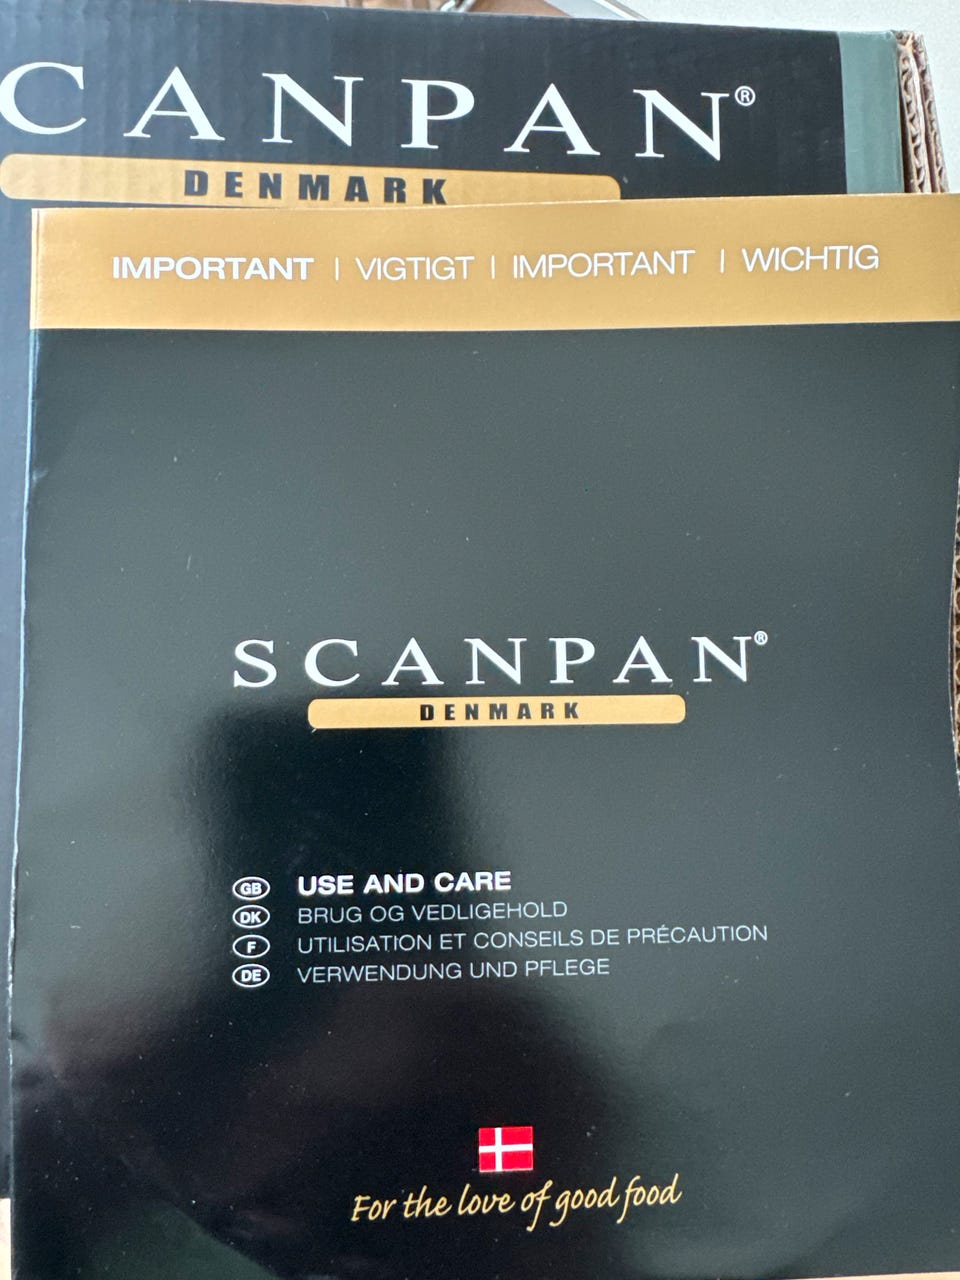 CANPAN®
DENMARK
IMPORTANT | VIGTIGT | IMPORTANT | WICHTIG
SCANPAN®
DENMARK
GB USE AND CARE
DK BRUG OG VEDLIGEHOLD
F UTILISATION ET CONSEILS DE PRÉCAUTION
DE VERWENDUNG UND PFLEGE
For the love of good food